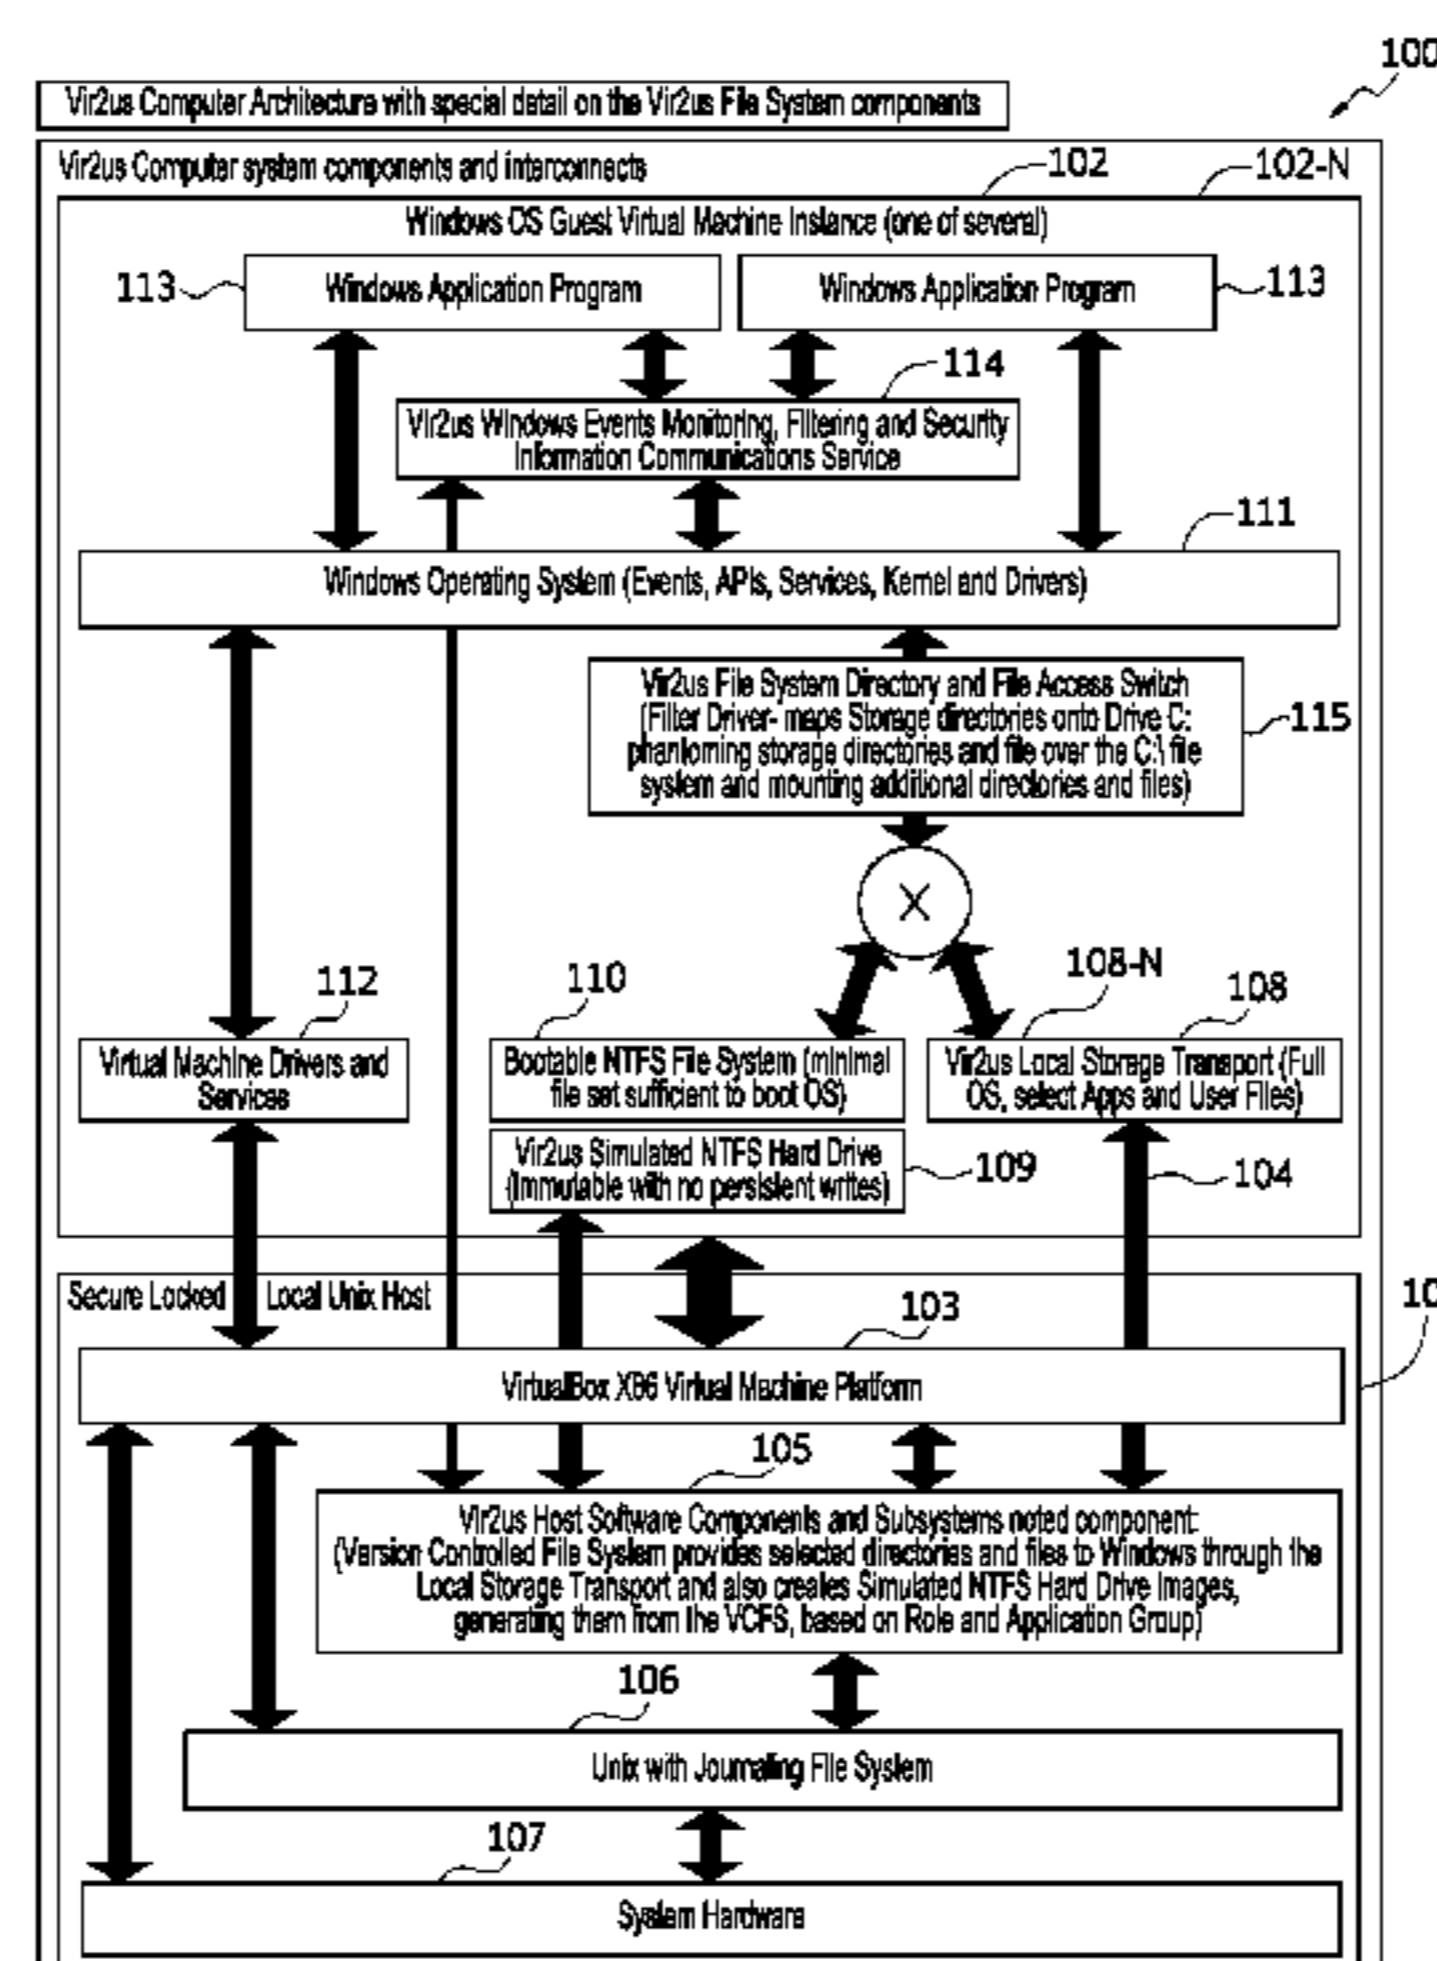 100
Vir2us Computer Architecture with special detail on the Vir2us File System components
Vir2us Computer system components and interconnects
102
102-N
Windows OS Guest Virtual Machine Instance (one of several)
113
Windows Application Program
Windows Application Program
113
114
Vir2us Windows Events Monitoring, Filtering and Security
Information Communications Service
111
Windows Operating System (Events, APIs, Services, Kernel and Drivers)
Vir2us File System Directory and File Access Switch
(Filter Driver- maps Storage directories onto Drive C:
phantoming storage directories and file over the C:\ file
system and mounting additional directories and files)
115
X
112
110
108-N
108
Virtual Machine Drivers and
Services
Bootable NTFS File System (minimal
file set sufficient to boot OS)
Vir2us Local Storage Transport (Full
OS, select Apps and User Files)
Vir2us Simulated NTFS Hard Drive
(Immutable with no persistent writes)
109
104
Secure Locked Local Unix Host
103
10
VirtualBox X86 Virtual Machine Platform
105
Vir2us Host Software Components and Subsystems noted component:
(Version Controlled File System provides selected directories and files to Windows through the
Local Storage Transport and also creates Simulated NTFS Hard Drive Images,
generating them from the VCFS, based on Role and Application Group)
106
Unix with Journaling File System
107
System Hardware